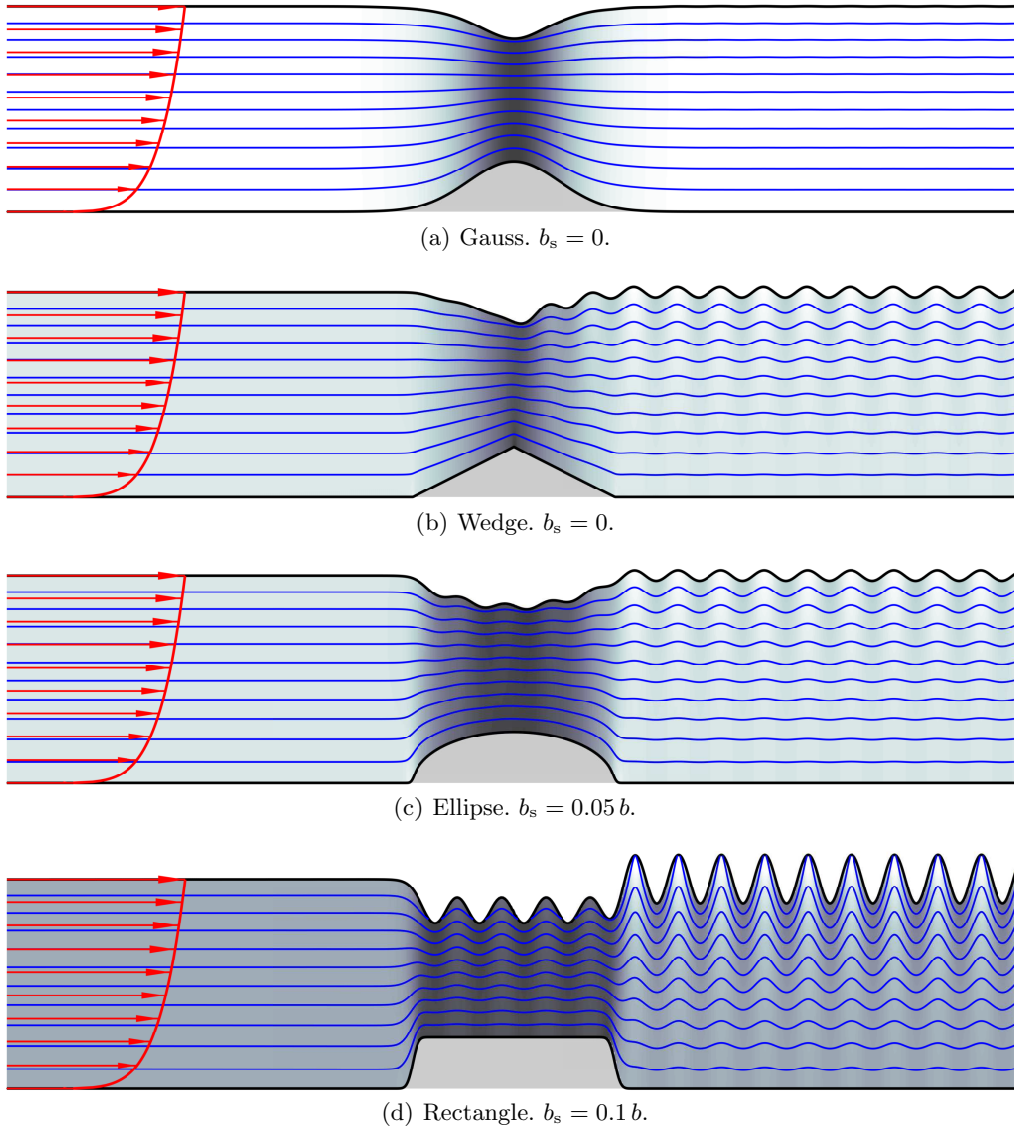 (a) Gauss. b_s = 0.
(b) Wedge. b_s = 0.
(c) Ellipse. b_s = 0.05 b.
(d) Rectangle. b_s = 0.1 b.